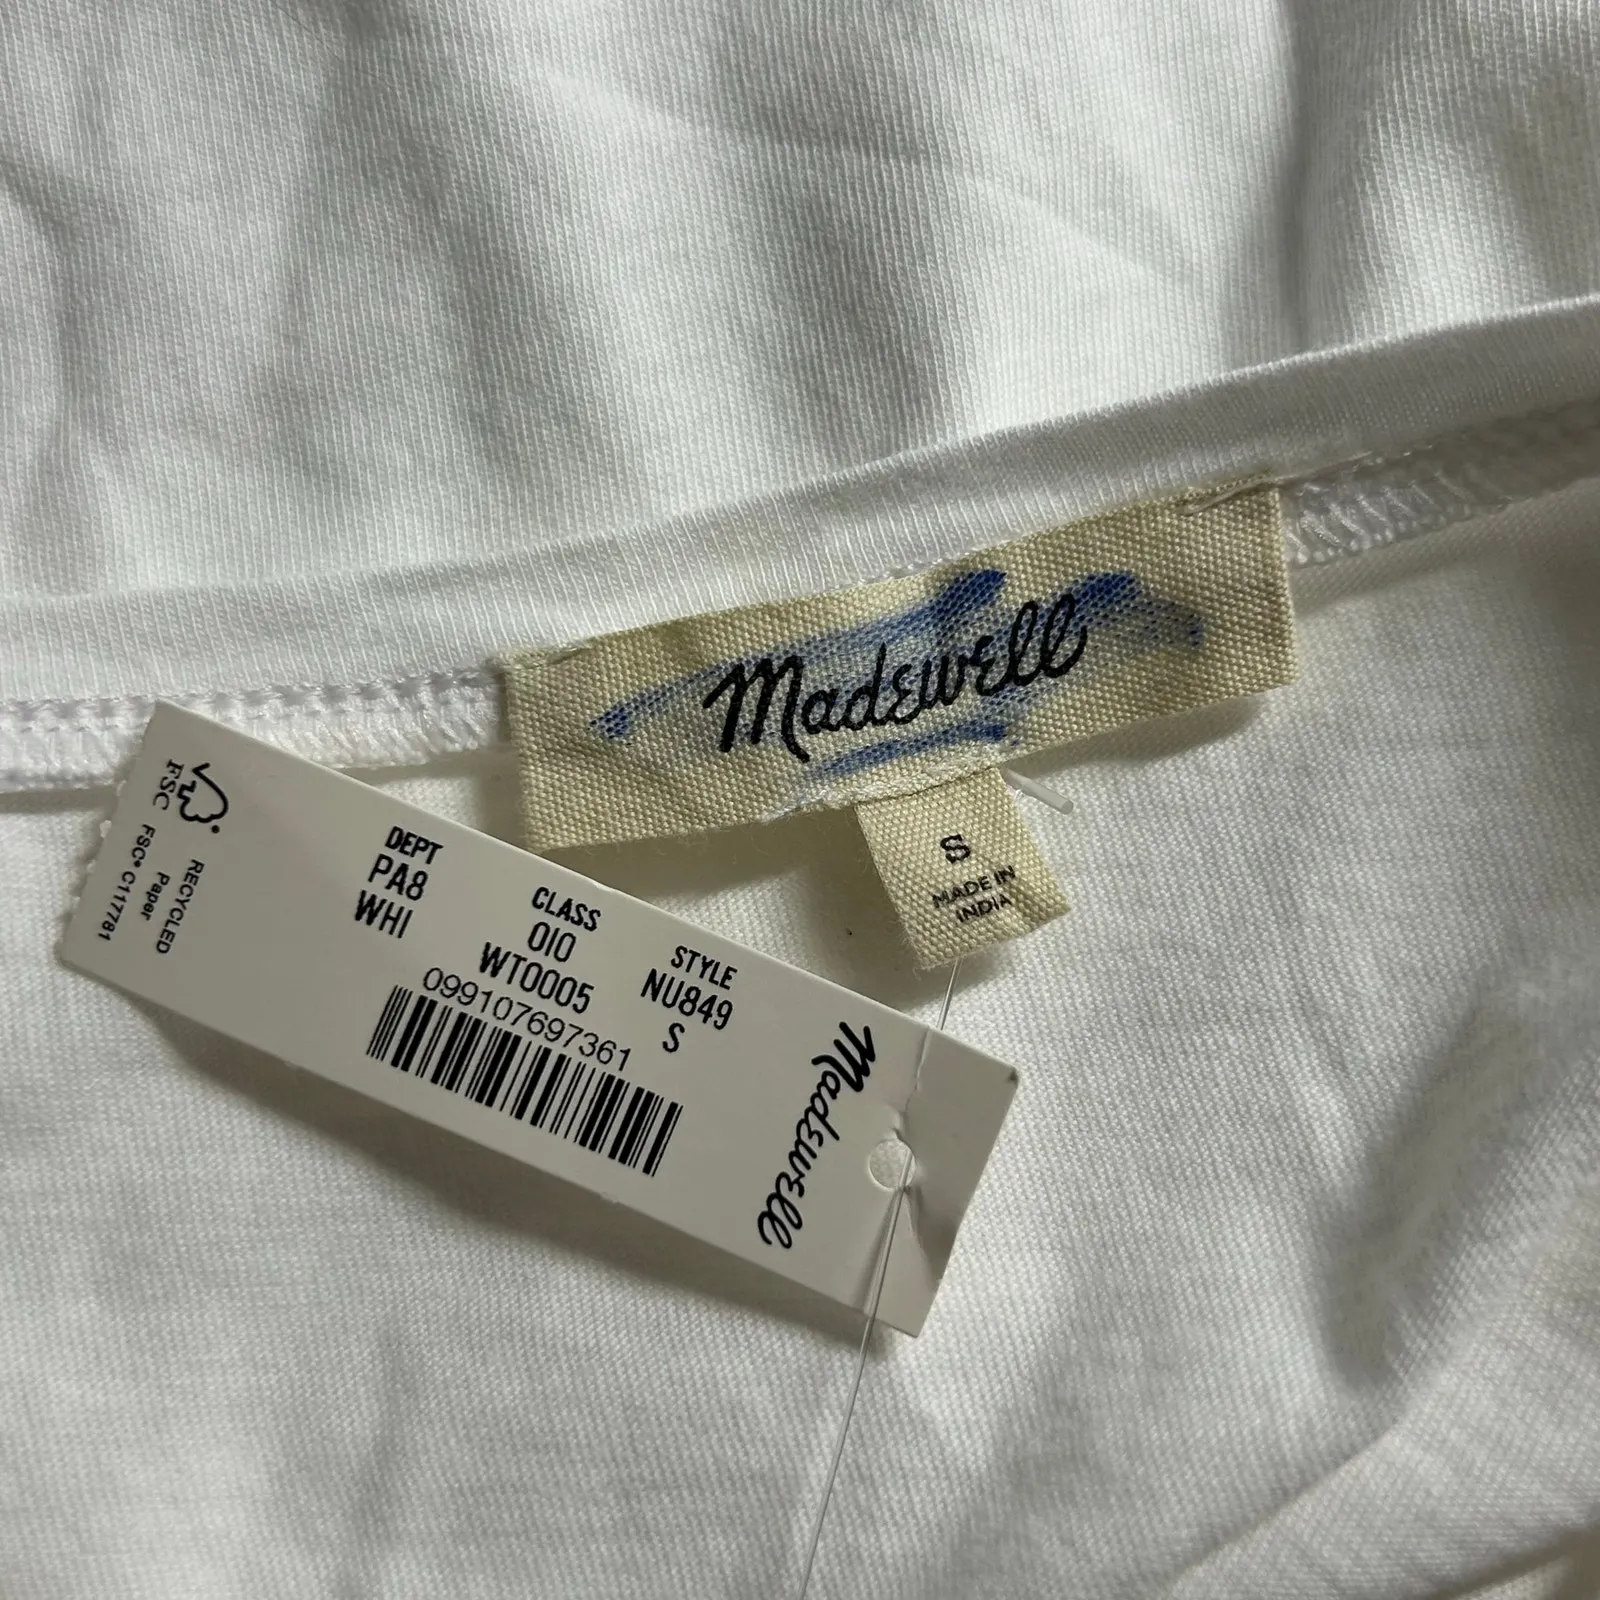 Madewell
S
MADE IN
INDIA
FSC
RECYCLED
Paper
FSC® C117781
DEPT CLASS STYLE
PA8 010 NU849
WHI WT0005 S
099107697361
Madewell